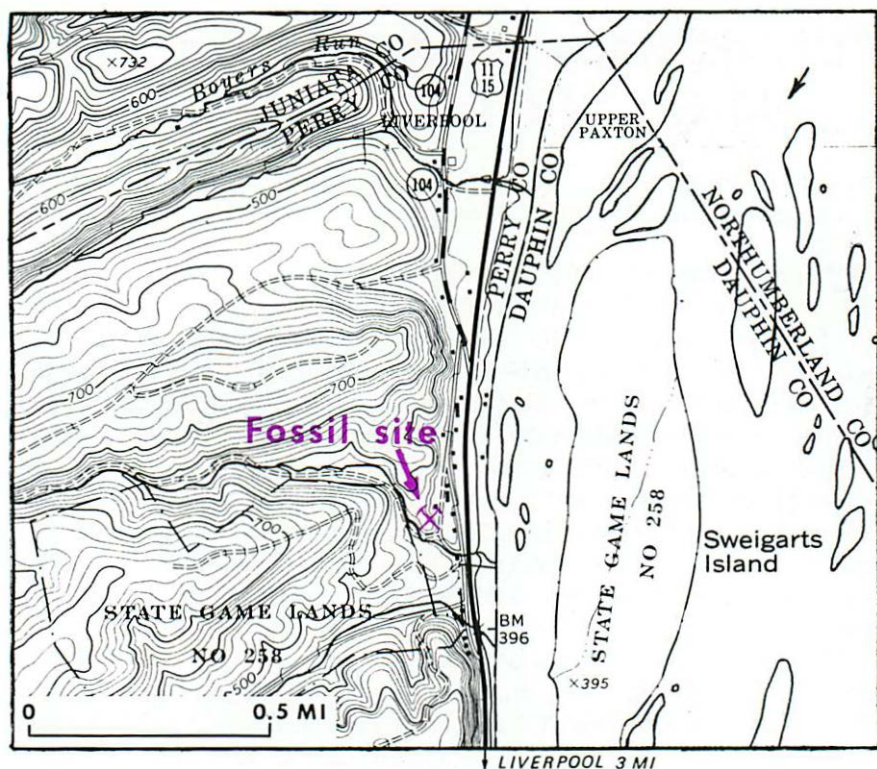 ×732
Boyers Run
CO
CO
JUNIATA
PERRY
600
104
11
15
LIVERPOOL
UPPER
PAXTON
104
500
600
PERRY CO
DAUPHIN CO
NORTHUMBERLAND CO
DAUPHIN CO
700
700
Fossil site
700
STATE GAME LANDS
NO 258
Sweigarts
Island
STATE GAME LANDS
NO 258
BM
396
500
×395
0 0.5 MI
LIVERPOOL 3 MI